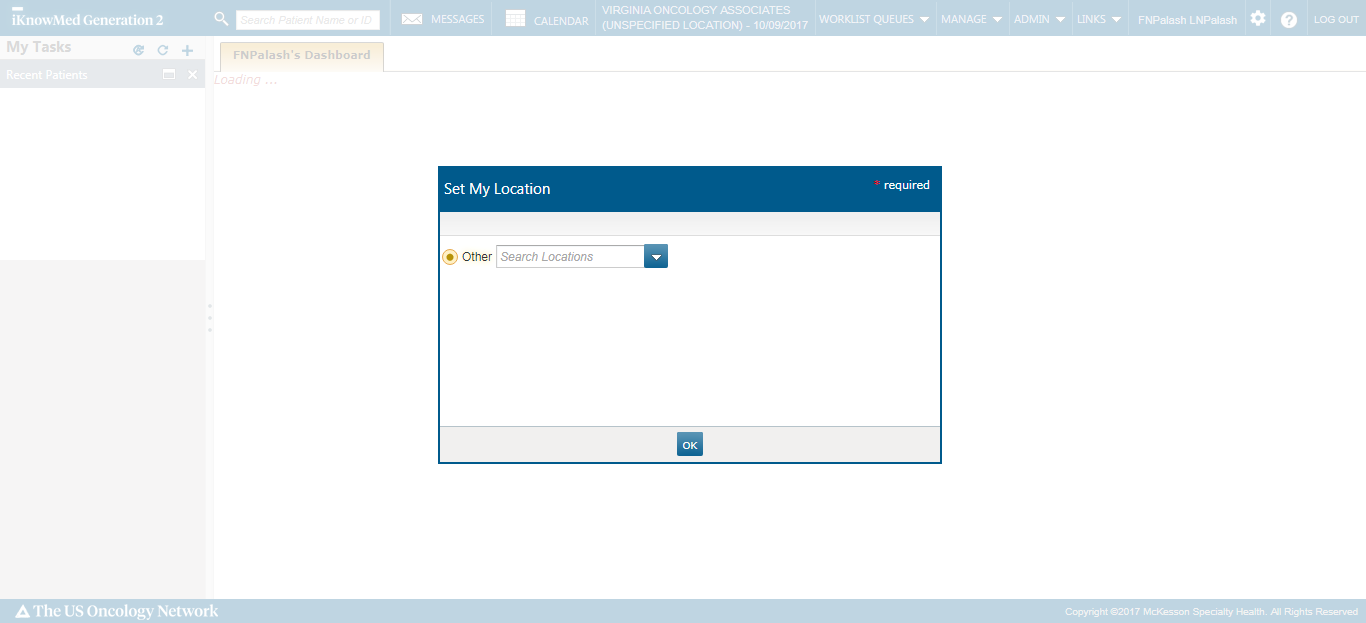 iKnowMed Generation 2
Search Patient Name or ID
MESSAGES
CALENDAR
VIRGINIA ONCOLOGY ASSOCIATES
(UNSPECIFIED LOCATION) - 10/09/2017
WORKLIST QUEUES
MANAGE
ADMIN
LINKS
FNPalash LNPalash
?
LOG OUT
My Tasks
FNPalash's Dashboard
Recent Patients
Loading ...
Set My Location
* required
Other
Search Locations
OK
The US Oncology Network
Copyright ©2017 McKesson Specialty Health. All Rights Reserved